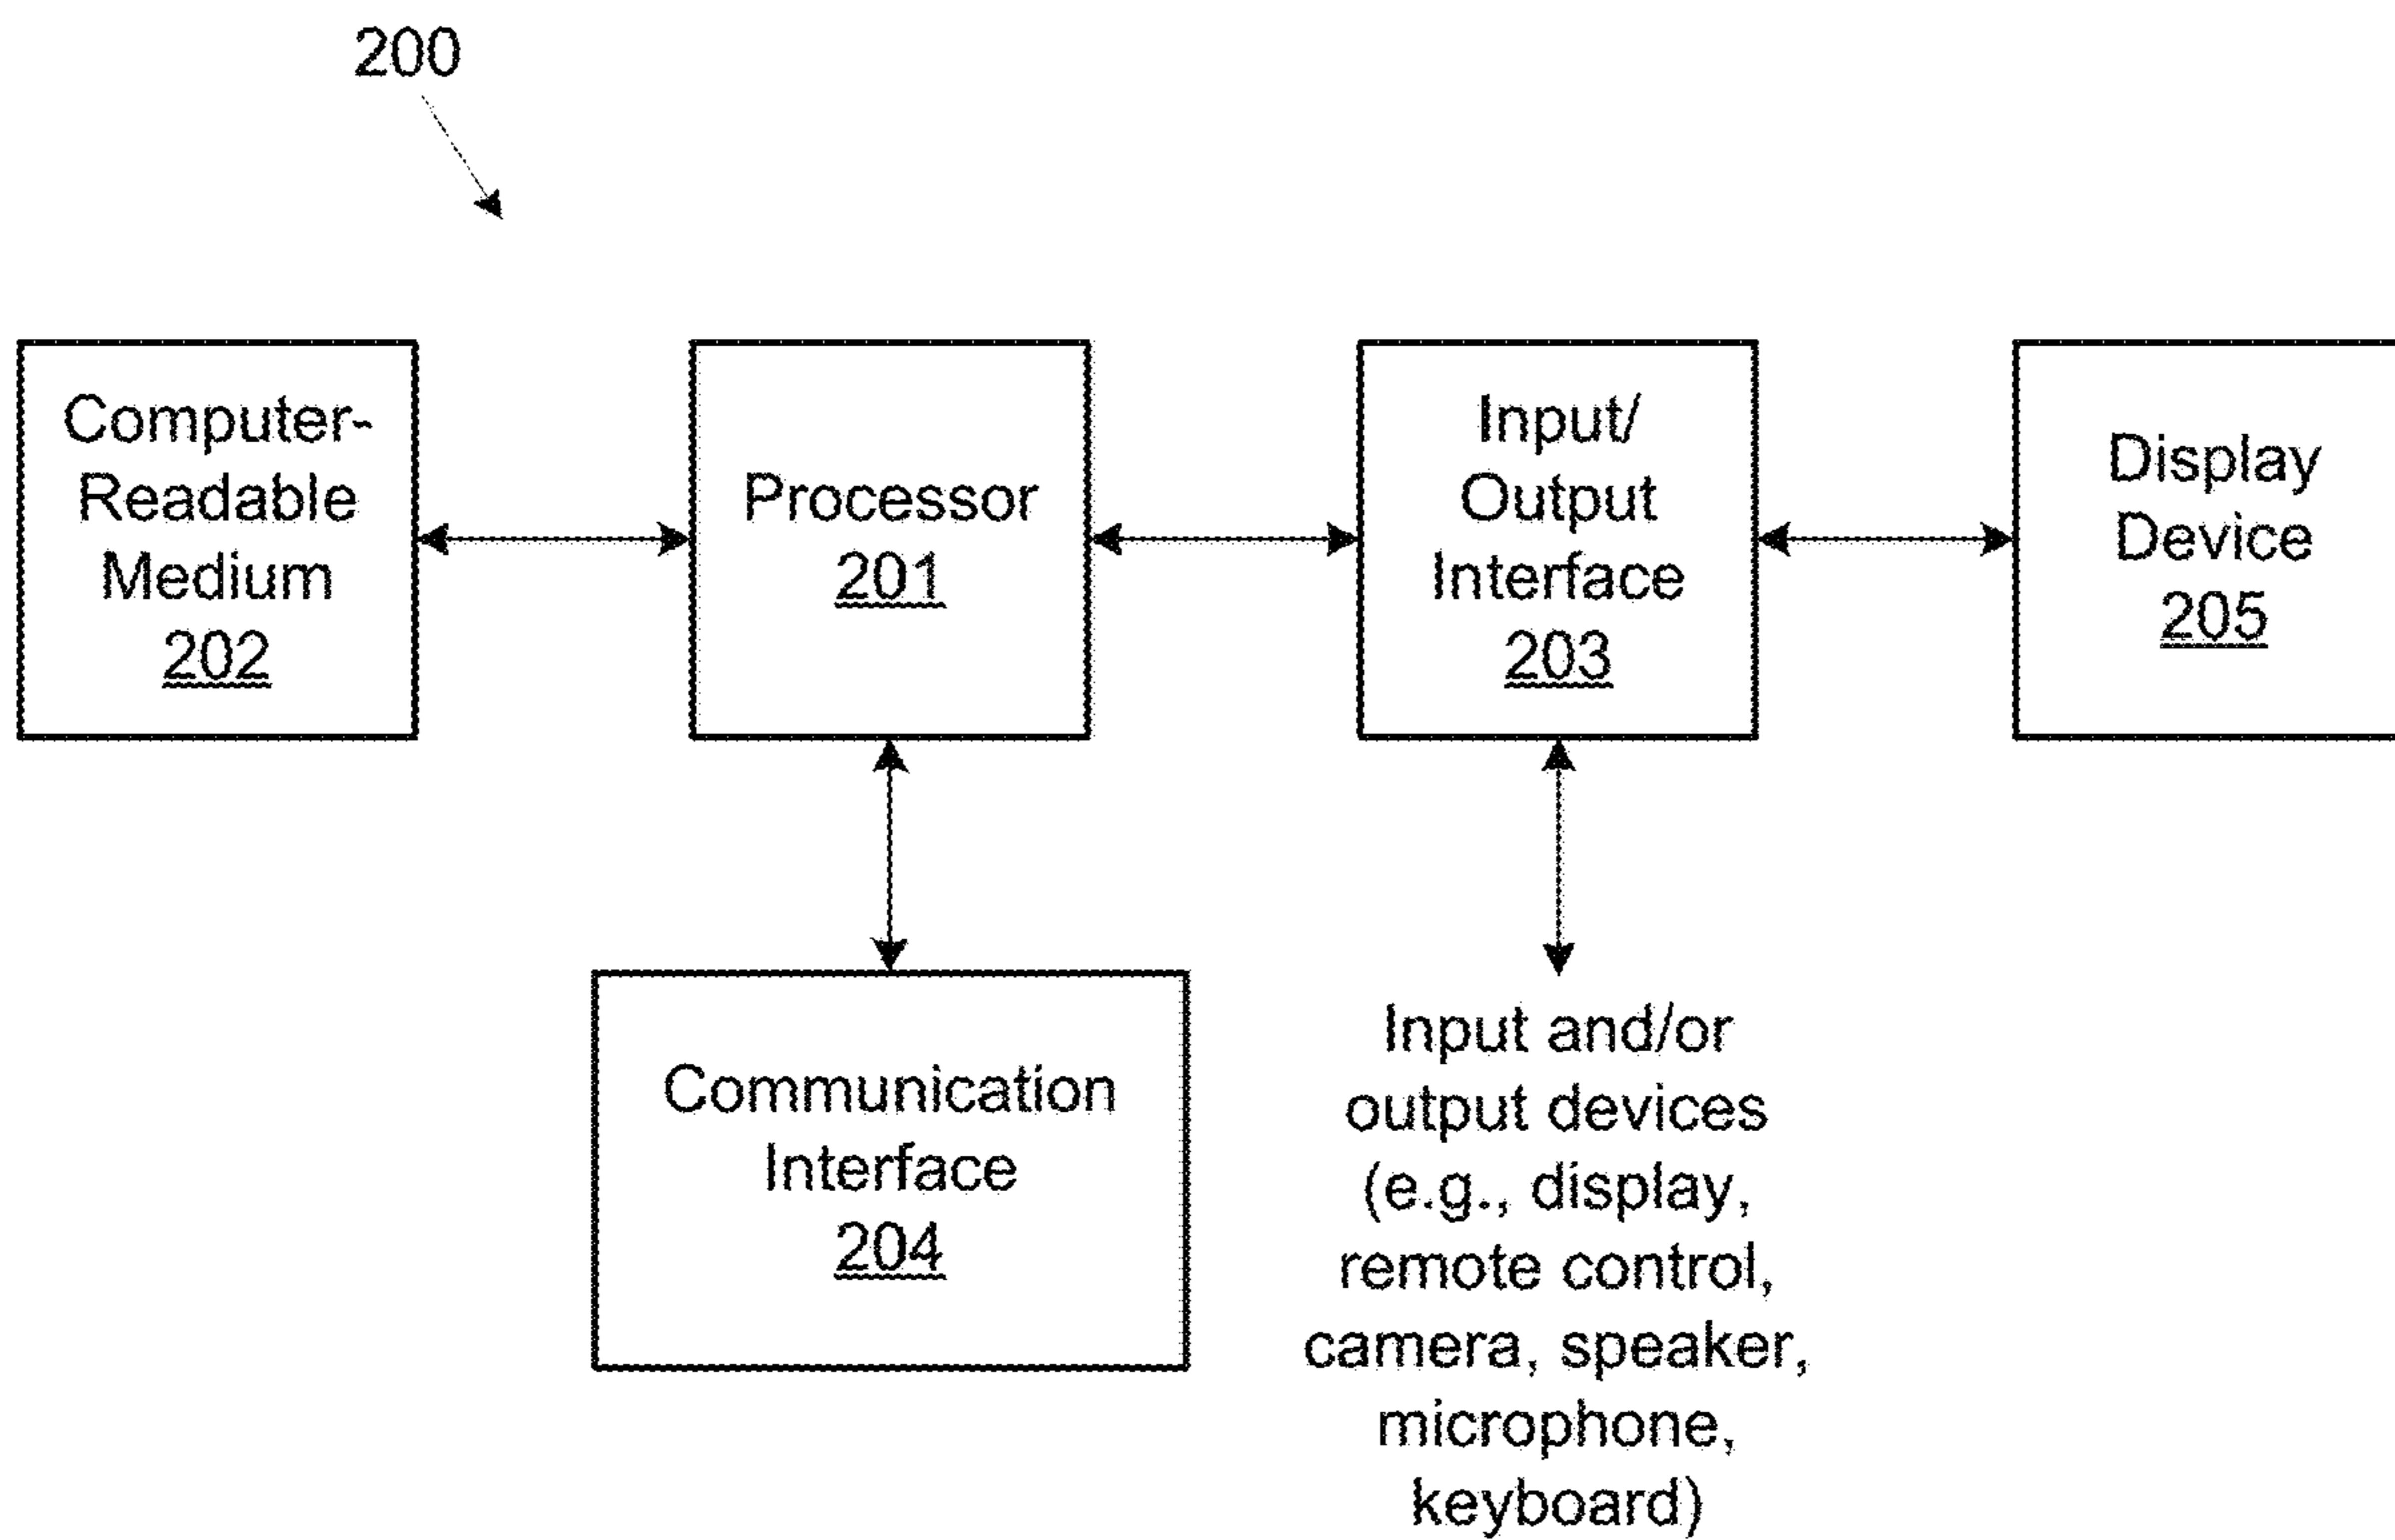 200
Computer-
Readable
Medium
202
Processor
201
Input/
Output
Interface
203
Display
Device
205
Communication
Interface
204
Input and/or
output devices
(e.g., display,
remote control,
camera, speaker,
microphone,
keyboard)